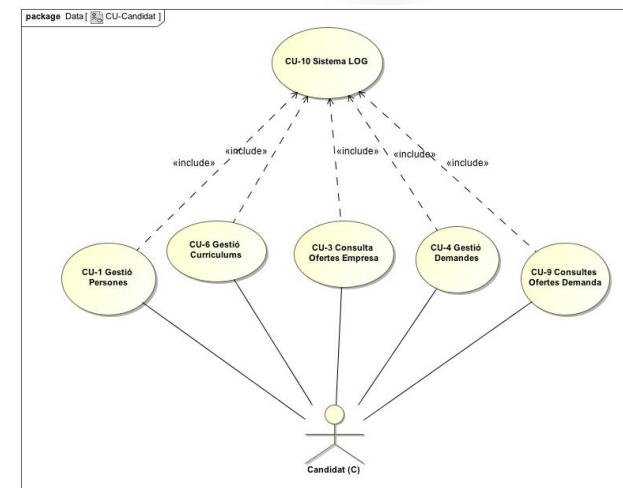 package Data [ CU-Candidat ]
CU-10 Sistema LOG
«include»
«include»
«include»
«include»
«include»
CU-1 Gestió
Persones
CU-6 Gestió
Currículums
CU-3 Consulta
Ofertes Empresa
CU-4 Gestió
Demandes
CU-9 Consultes
Ofertes Demanda
Candidat (C)